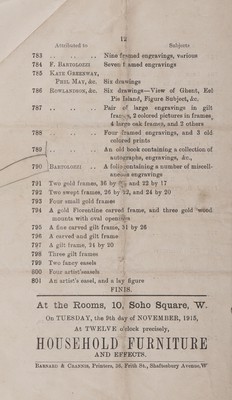 12
Attributed to Subjects
783 .. .. .. .. Nine framed engravings, various
784 F. Bartolozzi Seven framed engravings
785 Kate Greenway,
Phil May, &c. Six drawings
786 Rowlandson, &c. Six drawings—View of Ghent, Eel
Pie Island, Figure Subject, &c.
787 .. .. .. .. Pair of large engravings in gilt
frames, 2 colored pictures in frames,
4 large oak frames, and 2 others
788 .. .. .. .. Four framed engravings, and 3 old
colored prints
789 .. .. .. .. An old book containing a collection of
autographs, engravings, &c.
790 Bartolozzi .. A folio containing a number of miscell-
aneous engravings
791 Two gold frames, 36 by and 22 by 17
792 Two swept frames, 26 by 22, and 24 by 20
793 Four small gold frames
794 A gold Florentine carved frame, and three gold wood
mounts with oval openings
795 A fine carved gilt frame, 31 by 26
796 A carved and gilt frame
797 A gilt frame, 24 by 20
798 Three gilt frames
799 Two fancy easels
800 Four artist'seasels
801 An artist's easel, and a lay figure
FINIS.
At the Rooms, 10, Soho Square, W.
On TUESDAY, the 9th day of NOVEMBER, 1915,
At TWELVE o'clock precisely,
HOUSEHOLD FURNITURE
AND EFFECTS.
Barnard & Crannis, Printers, 36, Frith St., Shaftesbury Avenue, W